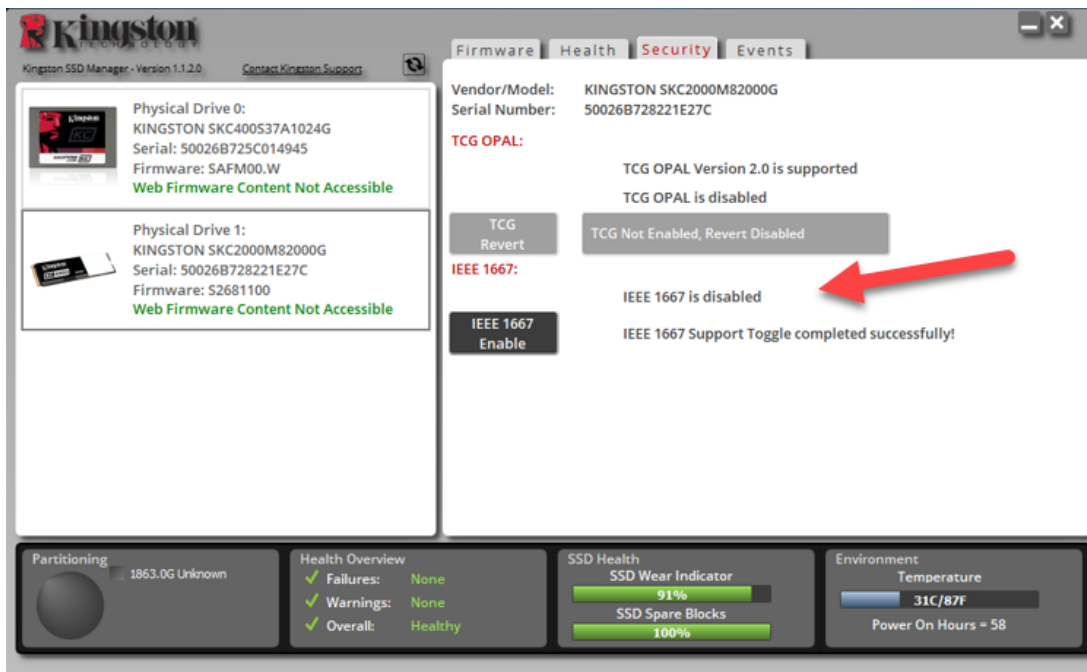 Kingston
TECHNOLOGY
Kingston SSD Manager - Version 1.1.2.0 Contact Kingston Support
Physical Drive 0:
KINGSTON SKC400S37A1024G
Serial: 50026B725C014945
Firmware: SAFM00.W
Web Firmware Content Not Accessible
Physical Drive 1:
KINGSTON SKC2000M82000G
Serial: 50026B728221E27C
Firmware: S2681100
Web Firmware Content Not Accessible
Firmware Health Security Events
Vendor/Model: KINGSTON SKC2000M82000G
Serial Number: 50026B728221E27C
TCG OPAL:
TCG OPAL Version 2.0 is supported
TCG OPAL is disabled
TCG
Revert
TCG Not Enabled, Revert Disabled
IEEE 1667:
IEEE 1667 is disabled
IEEE 1667
Enable
IEEE 1667 Support Toggle completed successfully!
Partitioning
1863.0G Unknown
Health Overview
Failures: None
Warnings: None
Overall: Healthy
SSD Health
SSD Wear Indicator
91%
SSD Spare Blocks
100%
Environment
Temperature
31C/87F
Power On Hours = 58